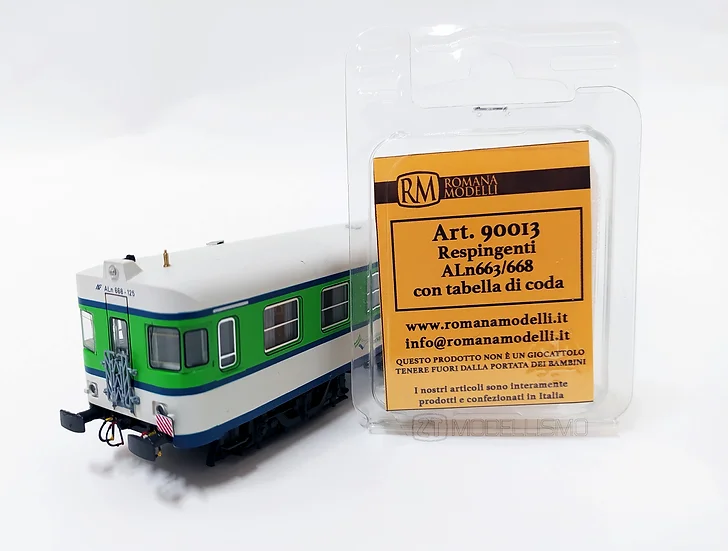 RM ROMANA
MODELLI
Art. 90013
Respingenti
ALn663/668
con tabella di coda
www.romanamodelli.it
info@romanamodelli.it
QUESTO PRODOTTO NON È UN GIOCATTOLO
TENERE FUORI DALLA PORTATA DEI BAMBINI
I nostri articoli sono interamente
prodotti e confezionati in Italia
ALn 668-125
MODELLISMO